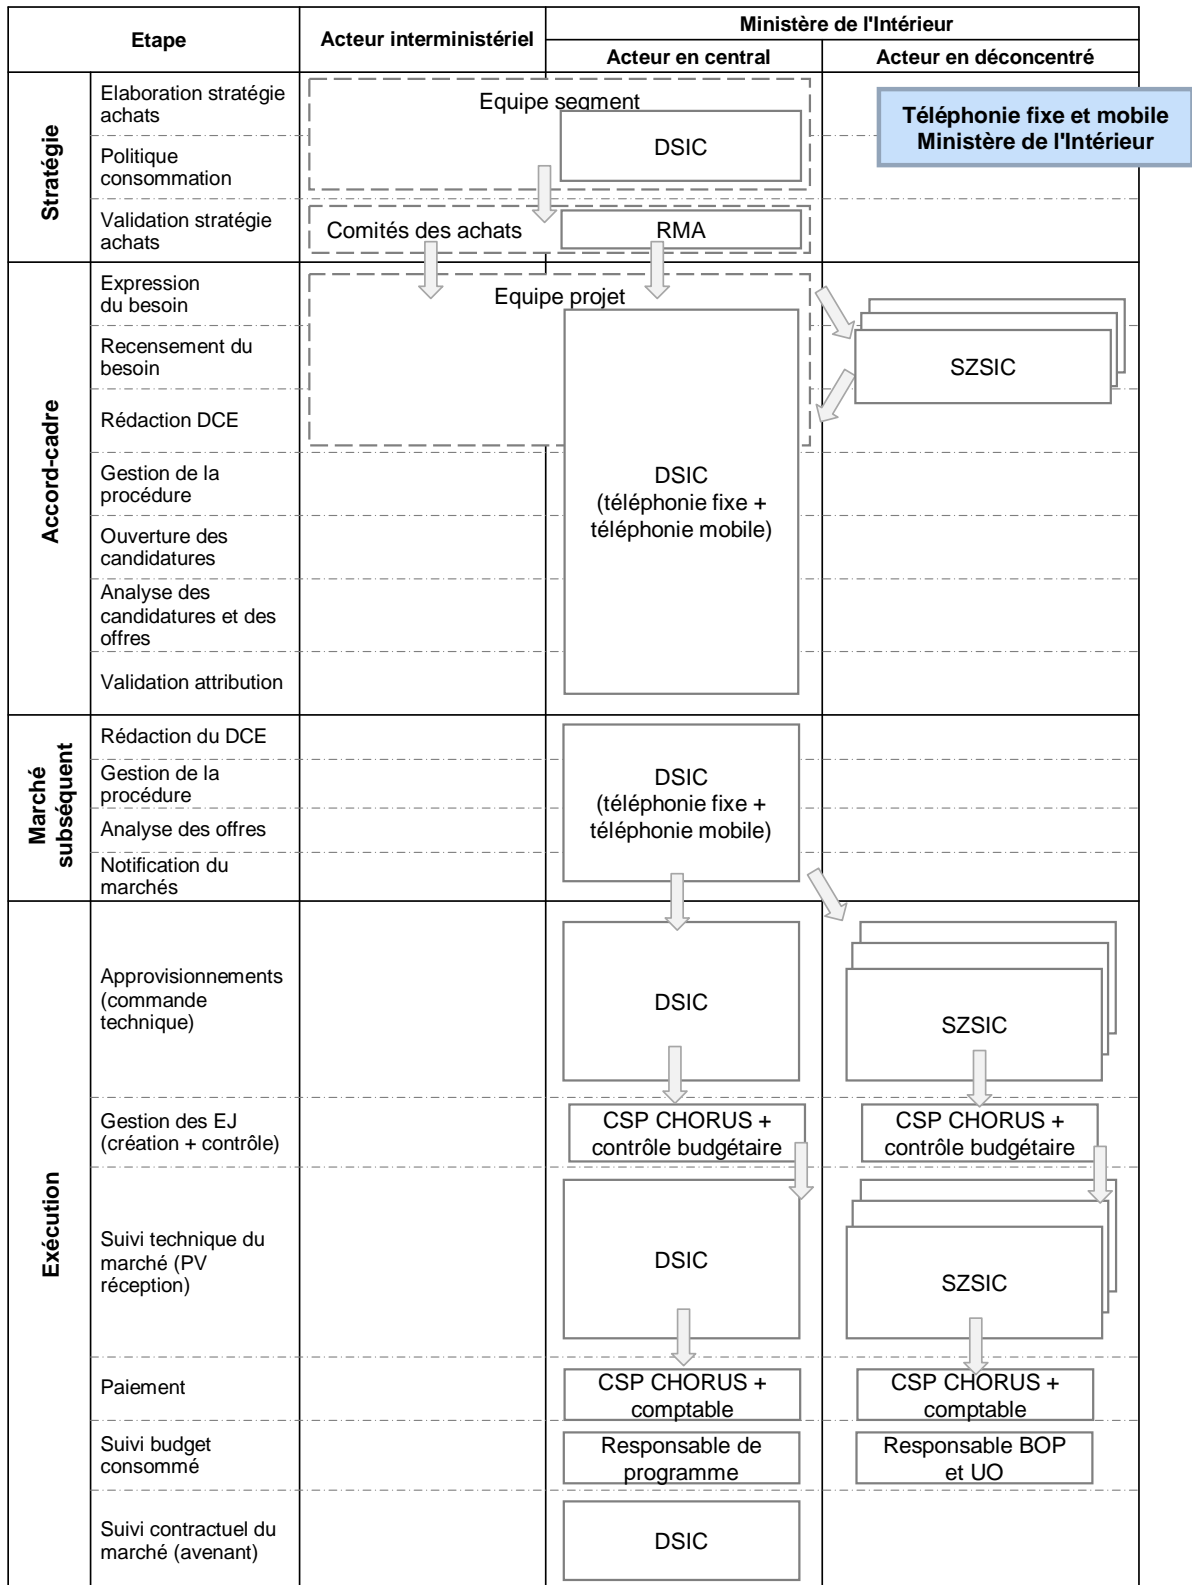 Etape
Acteur interministériel
Ministère de l'Intérieur
Acteur en central
Acteur en déconcentré
Téléphonie fixe et mobile
Ministère de l'Intérieur
Stratégie
Elaboration stratégie
achats
Equipe segment
DSIC
Politique
consommation
Validation stratégie
achats
Comités des achats
RMA
Accord-cadre
Expression
du besoin
Equipe projet
Recensement du
besoin
SZSIC
Rédaction DCE
Gestion de la
procédure
DSIC
(téléphonie fixe +
téléphonie mobile)
Ouverture des
candidatures
Analyse des
candidatures et des
offres
Validation attribution
Marché
subséquent
Rédaction du DCE
Gestion de la
procédure
DSIC
(téléphonie fixe +
téléphonie mobile)
Analyse des offres
Notification du
marchés
Exécution
Approvisionnements
(commande
technique)
DSIC
SZSIC
Gestion des EJ
(création + contrôle)
CSP CHORUS +
contrôle budgétaire
CSP CHORUS +
contrôle budgétaire
Suivi technique du
marché (PV
réception)
DSIC
SZSIC
Paiement
CSP CHORUS +
comptable
CSP CHORUS +
comptable
Suivi budget
consommé
Responsable de
programme
Responsable BOP
et UO
Suivi contractuel du
marché (avenant)
DSIC